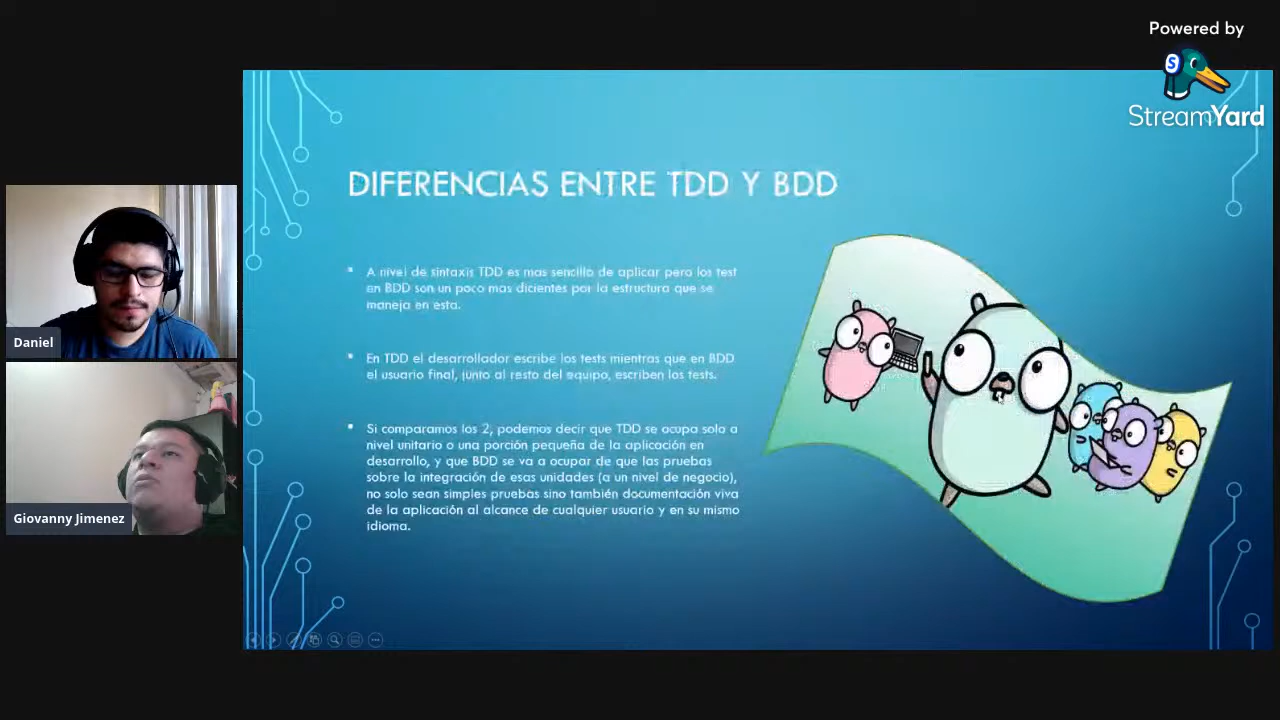 Powered by
StreamYard
DIFERENCIAS ENTRE TDD Y BDD
A nivel de sintaxis TDD es mas sencillo de aplicar pero los test
en BDD son un poco mas dicientes por la estructura que se
maneja en esta.
En TDD el desarrollador escribe los tests mientras que en BDD
el usuario final, junto al resto del equipo, escriben los tests.
Si comparamos los 2, podemos decir que TDD se ocupa solo a
nivel unitario o una porción pequeña de la aplicación en
desarrollo, y que BDD se va a ocupar de que las pruebas
sobre la integración de esas unidades (a un nivel de negocio),
no solo sean simples pruebas sino también documentación viva
de la aplicación al alcance de cualquier usuario y en su mismo
idioma.
Daniel
Giovanny Jimenez